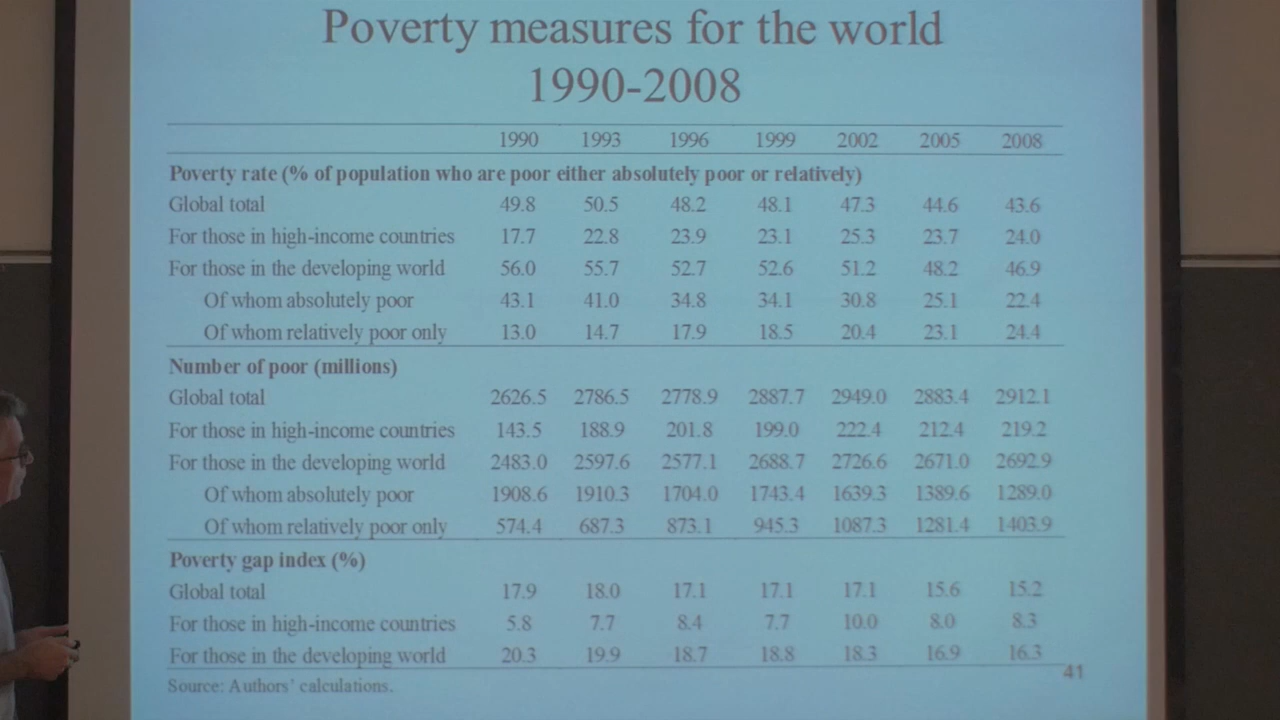 Poverty measures for the world
1990-2008
1990 1993 1996 1999 2002 2005 2008
Poverty rate (% of population who are poor either absolutely poor or relatively)
Global total 49.8 50.5 48.2 48.1 47.3 44.6 43.6
For those in high-income countries 17.7 22.8 23.9 23.1 25.3 23.7 24.0
For those in the developing world 56.0 55.7 52.7 52.6 51.2 48.2 46.9
Of whom absolutely poor 43.1 41.0 34.8 34.1 30.8 25.1 22.4
Of whom relatively poor only 13.0 14.7 17.9 18.5 20.4 23.1 24.4
Number of poor (millions)
Global total 2626.5 2786.5 2778.9 2887.7 2949.0 2883.4 2912.1
For those in high-income countries 143.5 188.9 201.8 199.0 222.4 212.4 219.2
For those in the developing world 2483.0 2597.6 2577.1 2688.7 2726.6 2671.0 2692.9
Of whom absolutely poor 1908.6 1910.3 1704.0 1743.4 1639.3 1389.6 1289.0
Of whom relatively poor only 574.4 687.3 873.1 945.3 1087.3 1281.4 1403.9
Poverty gap index (%)
Global total 17.9 18.0 17.1 17.1 17.1 15.6 15.2
For those in high-income countries 5.8 7.7 8.4 7.7 10.0 8.0 8.3
For those in the developing world 20.3 19.9 18.7 18.8 18.3 16.9 16.3
Source: Authors' calculations.
41